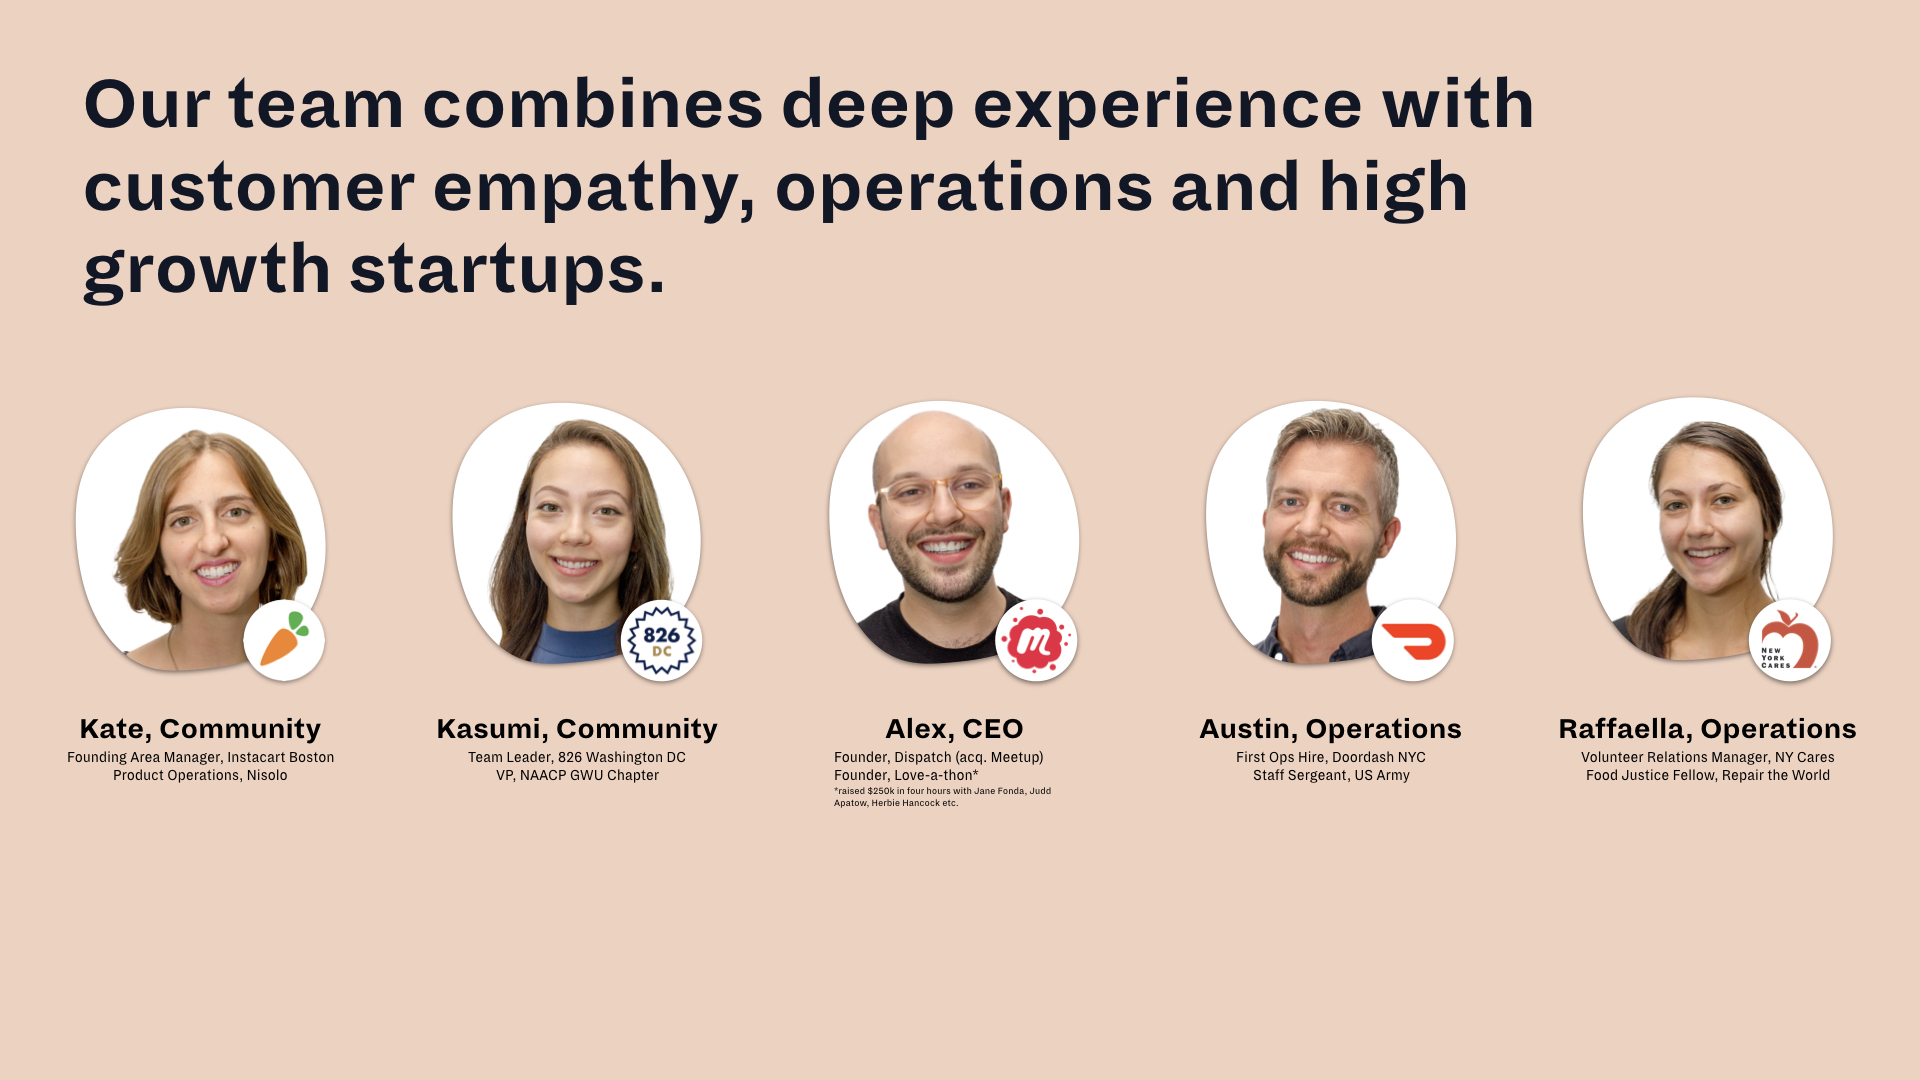 Our team combines deep experience with
customer empathy, operations and high
growth startups.
826
DC
m
NEW
YORK
CARES
Kate, Community
Founding Area Manager, Instacart Boston
Product Operations, Nisolo
Kasumi, Community
Team Leader, 826 Washington DC
VP, NAACP GWU Chapter
Alex, CEO
Founder, Dispatch (acq. Meetup)
Founder, Love-a-thon*
*raised $250k in four hours with Jane Fonda, Judd
Apatow, Herbie Hancock etc.
Austin, Operations
First Ops Hire, Doordash NYC
Staff Sergeant, US Army
Raffaella, Operations
Volunteer Relations Manager, NY Cares
Food Justice Fellow, Repair the World